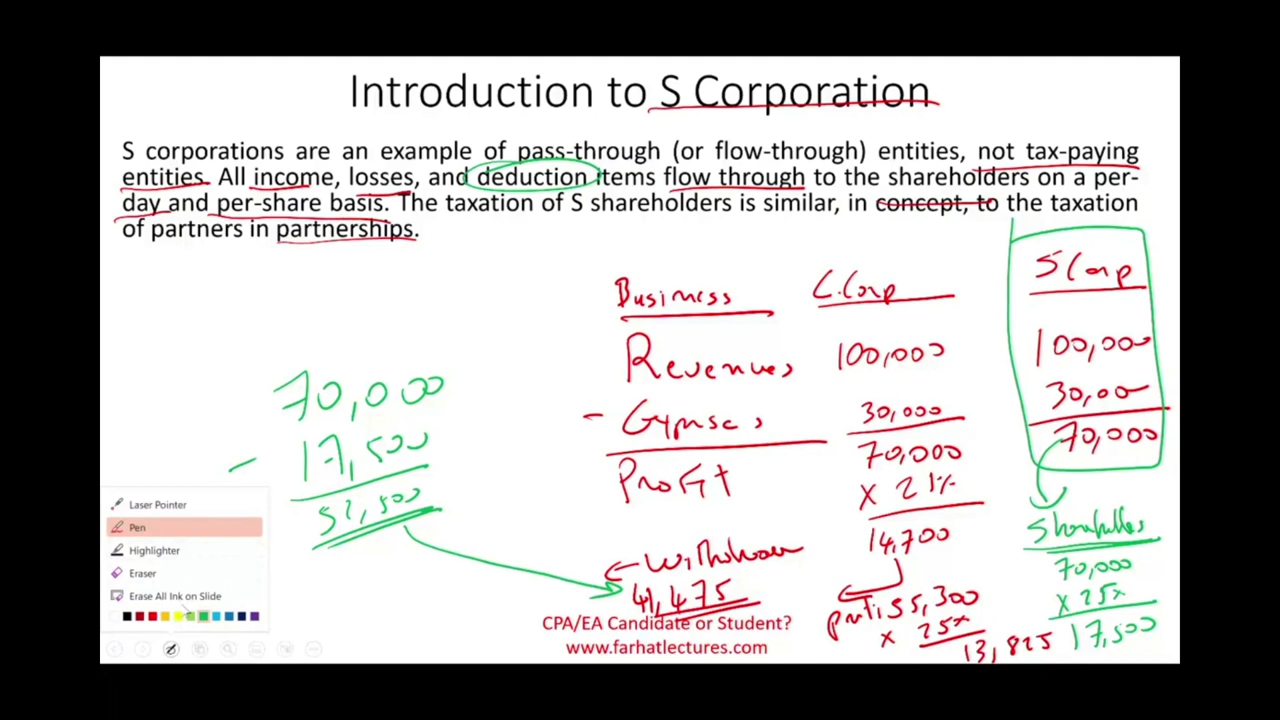 Introduction to S Corporation
S corporations are an example of pass-through (or flow-through) entities, not tax-paying
entities. All income, losses, and deduction items flow through to the shareholders on a per-
day and per-share basis. The taxation of S shareholders is similar, in concept, to the taxation
of partners in partnerships.
Business C.Corp S Corp
Revenues 100,000 100,000
- 30,000 30,000
Profit 70,000 70,000
x 21%
14,700
Withdraw
41,475
55,300
x 25%
13,825
70,000
x 25%
17,500
70,000
- 17,500
52,500
Laser Pointer
Pen
Highlighter
Eraser
Erase All Ink on Slide
CPA/EA Candidate or Student?
www.farhatlectures.com